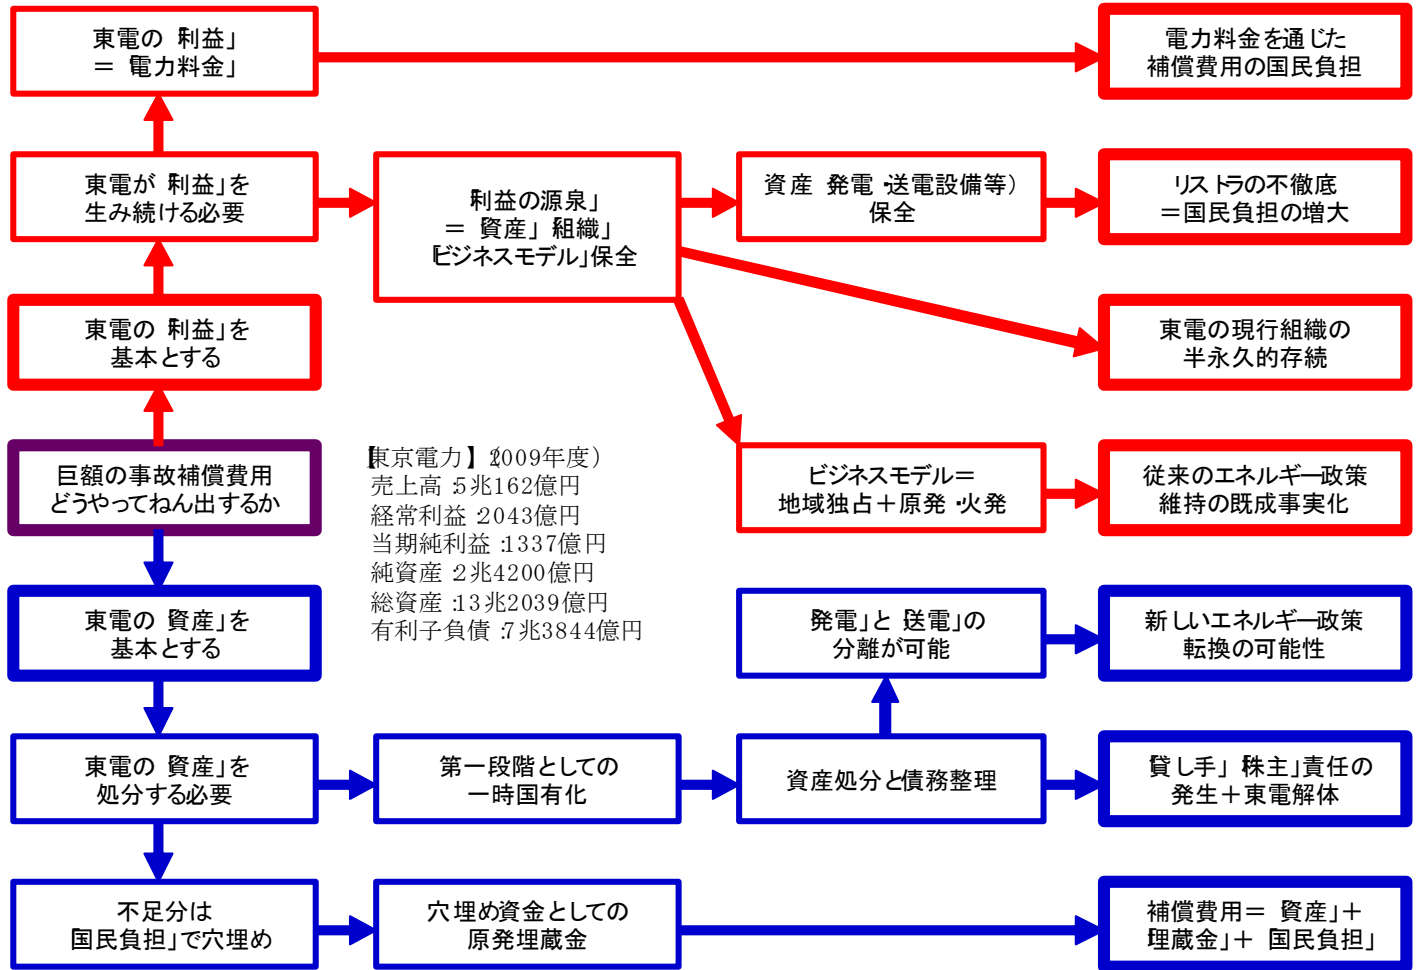 東電の「利益」
＝「電力料金」
電力料金を通じた
補償費用の国民負担
東電が「利益」を
生み続ける必要
「利益の源泉」
＝「資産」「組織」
「ビジネスモデル」保全
資産（発電・送電設備等）
保全
リストラの不徹底
＝国民負担の増大
東電の「利益」を
基本とする
東電の現行組織の
半永久的存続
巨額の事故補償費用
どうやってねん出するか
【東京電力】（2009年度）
売上高：5兆162億円
経常利益：2043億円
当期純利益：1337億円
純資産：2兆4200億円
総資産：13兆2039億円
有利子負債：7兆3844億円
ビジネスモデル＝
地域独占＋原発・火発
従来のエネルギー政策
維持の既成事実化
東電の「資産」を
基本とする
「発電」と「送電」の
分離が可能
新しいエネルギー政策
転換の可能性
東電の「資産」を
処分する必要
第一段階としての
一時国有化
資産処分と債務整理
「貸し手」「株主」責任の
発生＋東電解体
不足分は
「国民負担」で穴埋め
穴埋め資金としての
原発埋蔵金
補償費用＝「資産」＋
「埋蔵金」＋「国民負担」